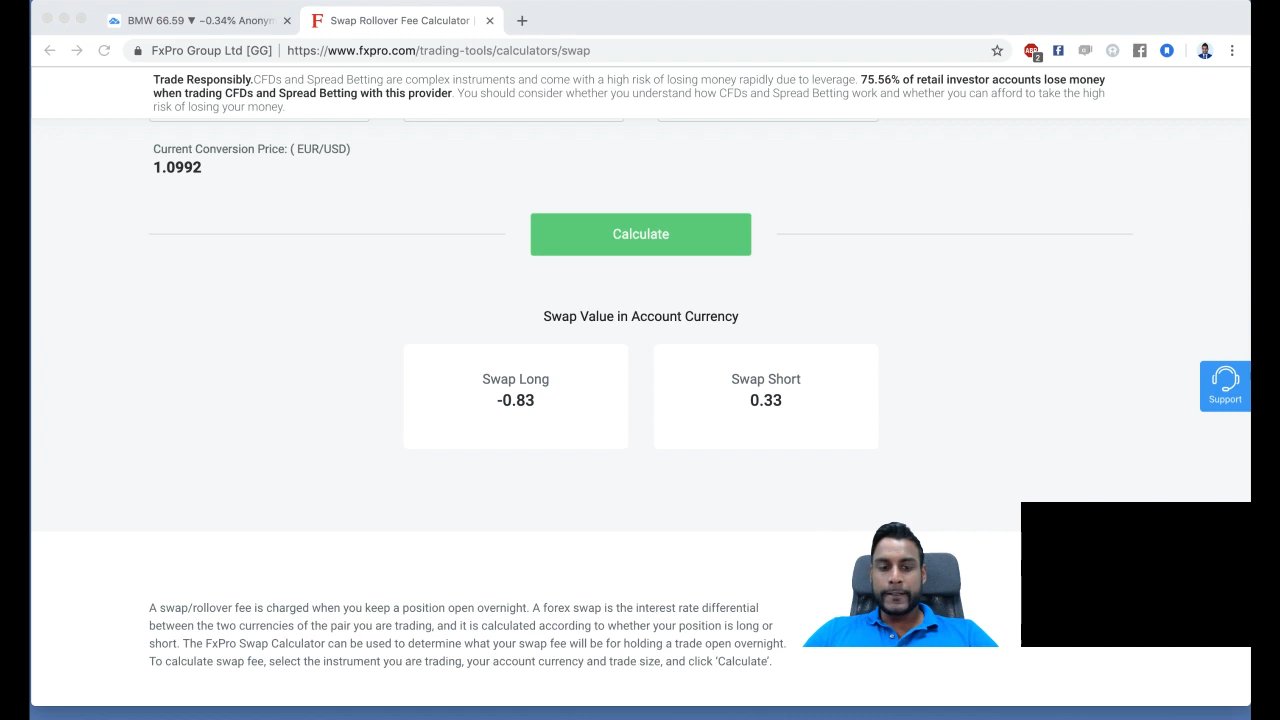 BMW 66.59 ▼ −0.34% Anonym
Swap Rollover Fee Calculator |
FxPro Group Ltd [GG] | https://www.fxpro.com/trading-tools/calculators/swap
ABP
2
Trade Responsibly.CFDs and Spread Betting are complex instruments and come with a high risk of losing money rapidly due to leverage. 75.56% of retail investor accounts lose money
when trading CFDs and Spread Betting with this provider. You should consider whether you understand how CFDs and Spread Betting work and whether you can afford to take the high
risk of losing your money.
Current Conversion Price: ( EUR/USD)
1.0992
Calculate
Swap Value in Account Currency
Swap Long
-0.83
Swap Short
0.33
Support
A swap/rollover fee is charged when you keep a position open overnight. A forex swap is the interest rate differential
between the two currencies of the pair you are trading, and it is calculated according to whether your position is long or
short. The FxPro Swap Calculator can be used to determine what your swap fee will be for holding a trade open overnight.
To calculate swap fee, select the instrument you are trading, your account currency and trade size, and click ‘Calculate’.